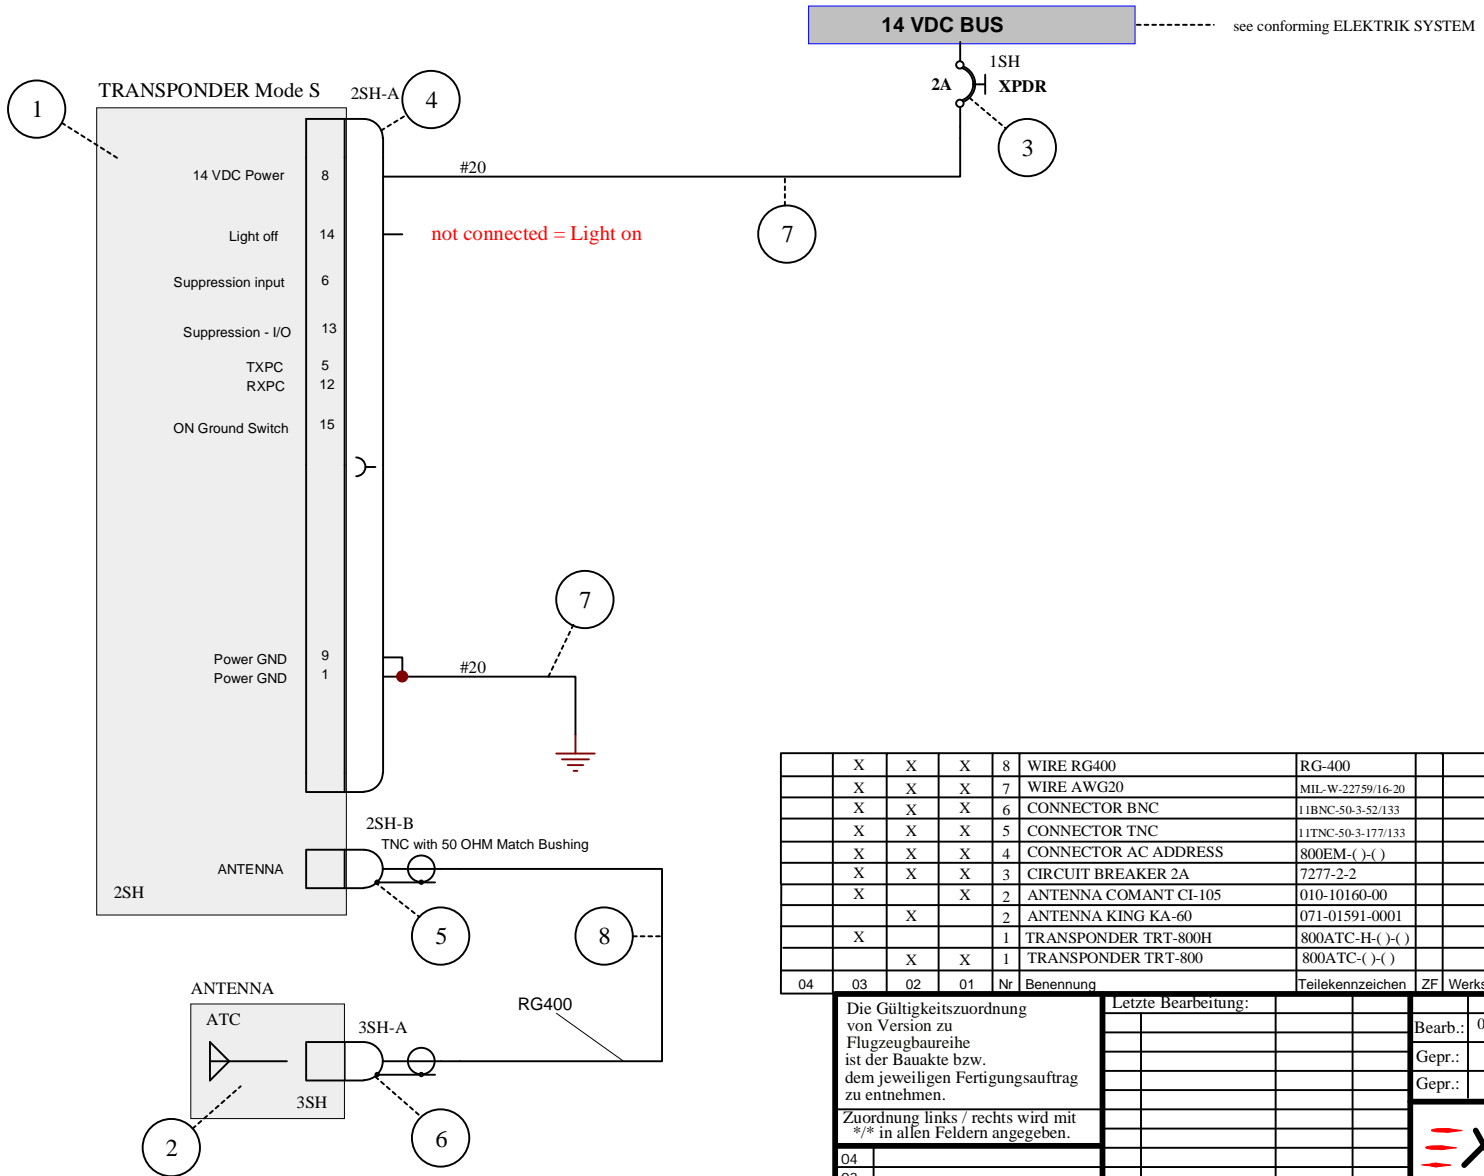 14 VDC BUS
see conforming ELEKTRIK SYSTEM
1SH
2A
XPDR
3
TRANSPONDER Mode S
2SH-A
4
1
14 VDC Power 8
#20
7
Light off 14
not connected = Light on
Suppression input 6
Suppression - I/O 13
TXPC 5
RXPC 12
ON Ground Switch 15
7
Power GND 9
Power GND 1
#20
2SH-B
TNC with 50 OHM Match Bushing
ANTENNA
2SH
5
8
ANTENNA
ATC
3SH-A
RG400
3SH
2
6
X X X 8 WIRE RG400 RG-400
X X X 7 WIRE AWG20 MIL-W-22759/16-20
X X X 6 CONNECTOR BNC 11BNC-50-3-52/133
X X X 5 CONNECTOR TNC 11TNC-50-3-177/133
X X X 4 CONNECTOR AC ADDRESS 800EM-( )-( )
X X X 3 CIRCUIT BREAKER 2A 7277-2-2
X X 2 ANTENNA COMANT CI-105 010-10160-00
X 2 ANTENNA KING KA-60 071-01591-0001
X 1 TRANSPONDER TRT-800H 800ATC-H-( )-( )
X X 1 TRANSPONDER TRT-800 800ATC-( )-( )
04 03 02 01 Nr Benennung Teilekennzeichen ZF Werks
Die Gültigkeitszuordnung
von Version zu
Flugzeugbaureihe
ist der Bauakte bzw.
dem jeweiligen Fertigungsauftrag
zu entnehmen.
Zuordnung links / rechts wird mit
*/* in allen Feldern angegeben.
04
Letzte Bearbeitung:
Bearb.: 0
Gepr.:
Gepr.: